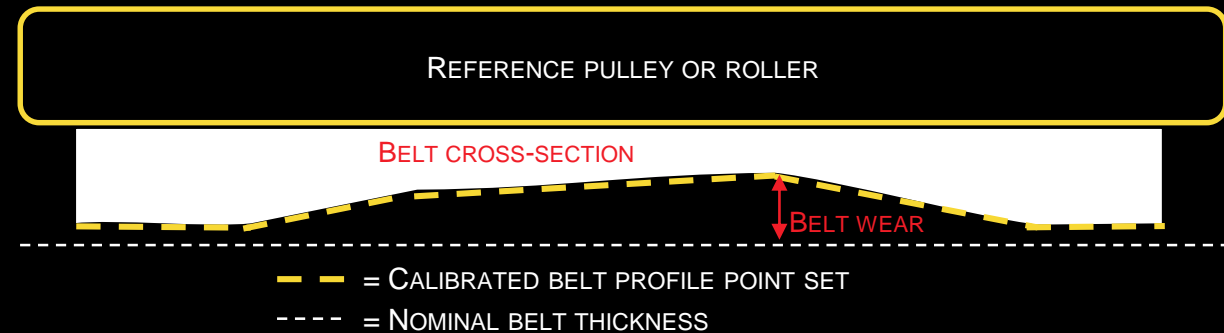 REFERENCE PULLEY OR ROLLER
BELT CROSS-SECTION
BELT WEAR
= CALIBRATED BELT PROFILE POINT SET
= NOMINAL BELT THICKNESS